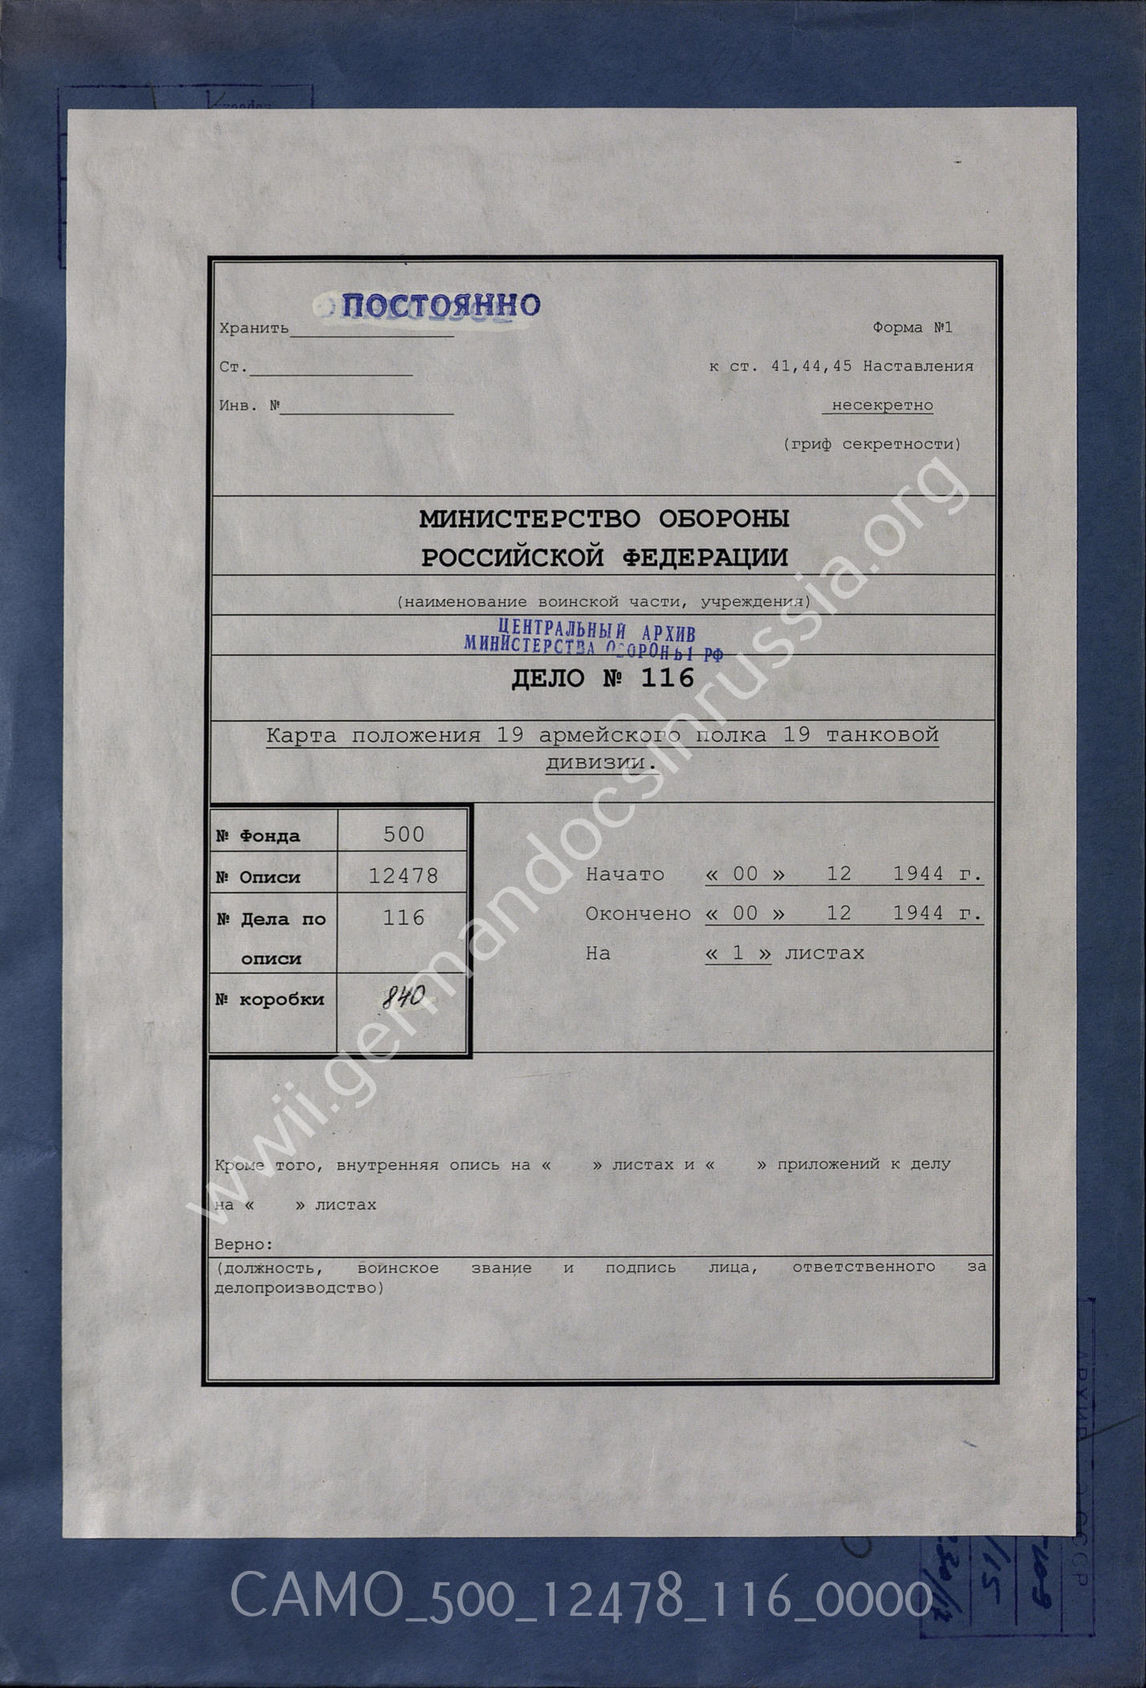 ПОСТОЯННО
Хранить
Форма №1
Ст.
к ст. 41,44,45 Наставления
Инв. №
несекретно
(гриф секретности)
МИНИСТЕРСТВО ОБОРОНЫ
РОССИЙСКОЙ ФЕДЕРАЦИИ
(наименование воинской части, учреждения)
ЦЕНТРАЛЬНЫЙ АРХИВ
МИНИСТЕРСТВА ОБОРОНЫ РФ
ДЕЛО № 116
Карта положения 19 армейского полка 19 танковой
дивизии.
№ Фонда 500
№ Описи 12478
№ Дела по 116
описи
№ коробки 840
Начато « 00 » 12 1944 г.
Окончено « 00 » 12 1944 г.
На « 1 » листах
Кроме того, внутренняя опись на « » листах и « » приложений к делу
на « » листах
Верно:
(должность, воинское звание и подпись лица, ответственного за
делопроизводство)
www.germandocsinrussia.org
CAMO_500_12478_116_0000